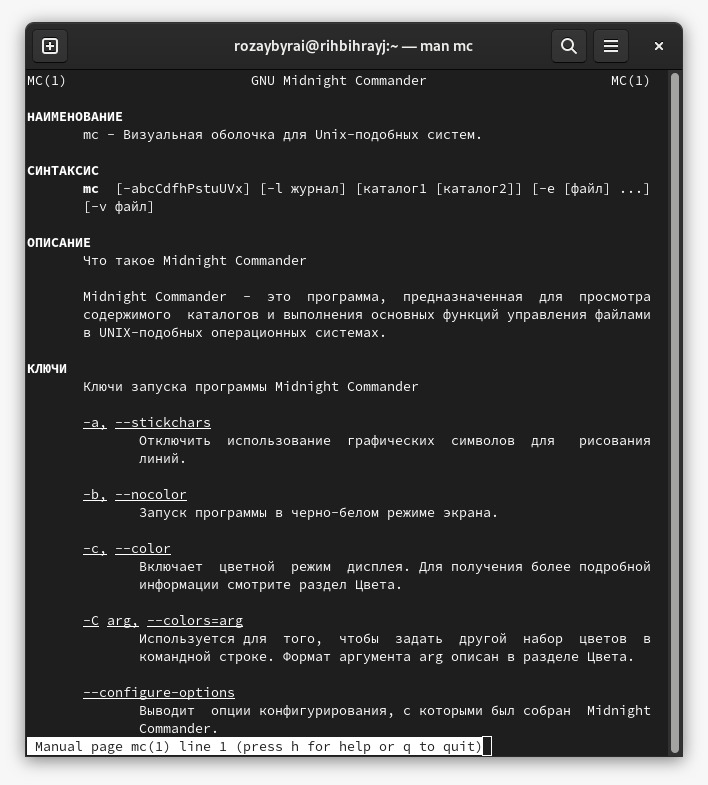 rozaybyrai@rihbihrayj:~ — man mc
MC(1) GNU Midnight Commander MC(1)
НАИМЕНОВАНИЕ
mc - Визуальная оболочка для Unix-подобных систем.
СИНТАКСИС
mc [-abcCdfhPstuUVx] [-l журнал] [каталог1 [каталог2]] [-e [файл] ...]
[-v файл]
ОПИСАНИЕ
Что такое Midnight Commander
Midnight Commander - это программа, предназначенная для просмотра
содержимого каталогов и выполнения основных функций управления файлами
в UNIX-подобных операционных системах.
КЛЮЧИ
Ключи запуска программы Midnight Commander
-a, --stickchars
Отключить использование графических символов для рисования
линий.
-b, --nocolor
Запуск программы в черно-белом режиме экрана.
-c, --color
Включает цветной режим дисплея. Для получения более подробной
информации смотрите раздел Цвета.
-C arg, --colors=arg
Используется для того, чтобы задать другой набор цветов в
командной строке. Формат аргумента arg описан в разделе Цвета.
--configure-options
Выводит опции конфигурирования, с которыми был собран Midnight
Commander.
Manual page mc(1) line 1 (press h for help or q to quit)